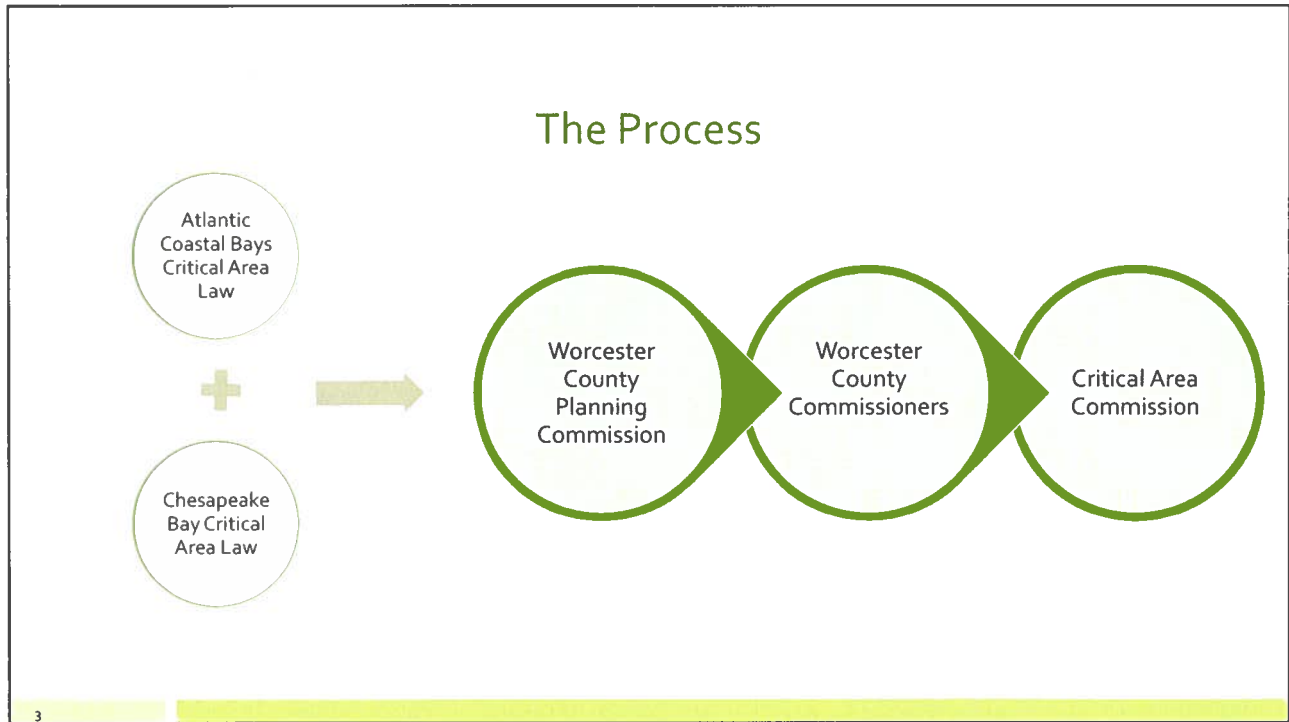 The Process
Atlantic
Coastal Bays
Critical Area
Law
Chesapeake
Bay Critical
Area Law
Worcester
County
Planning
Commission
Worcester
County
Commissioners
Critical Area
Commission
3